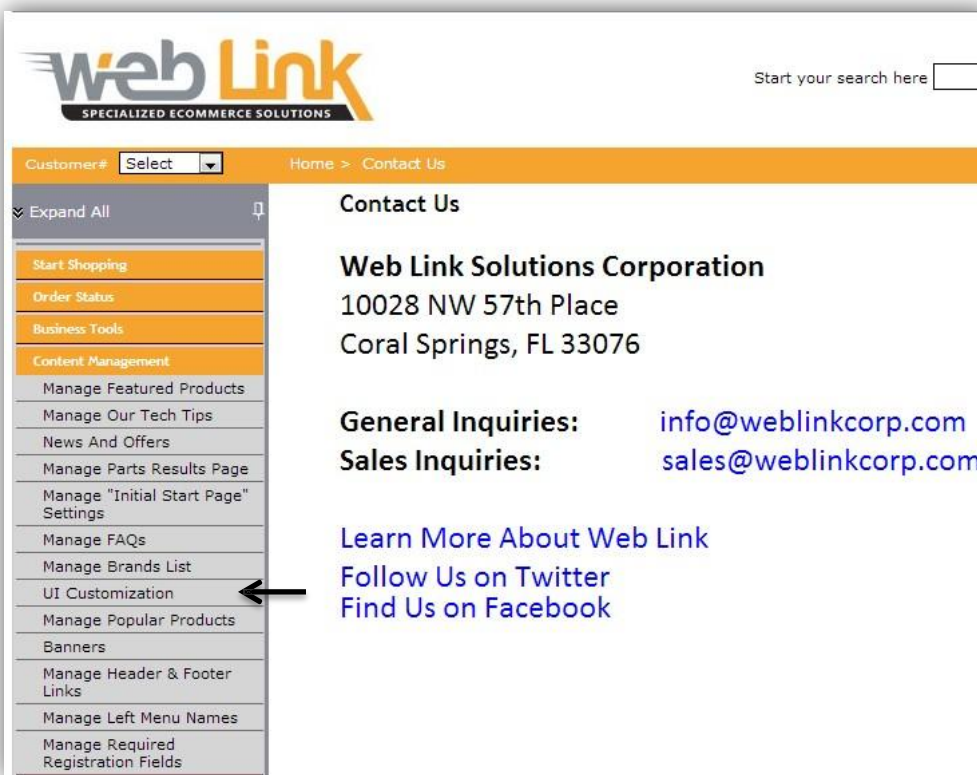 Web Link
SPECIALIZED ECOMMERCE SOLUTIONS
Start your search here
Customer# Select
Home > Contact Us
Expand All
Start Shopping
Order Status
Business Tools
Content Management
Manage Featured Products
Manage Our Tech Tips
News And Offers
Manage Parts Results Page
Manage "Initial Start Page"
Settings
Manage FAQs
Manage Brands List
UI Customization
Manage Popular Products
Banners
Manage Header & Footer
Links
Manage Left Menu Names
Manage Required
Registration Fields
Contact Us
Web Link Solutions Corporation
10028 NW 57th Place
Coral Springs, FL 33076
General Inquiries: info@weblinkcorp.com
Sales Inquiries: sales@weblinkcorp.com
Learn More About Web Link
Follow Us on Twitter
Find Us on Facebook